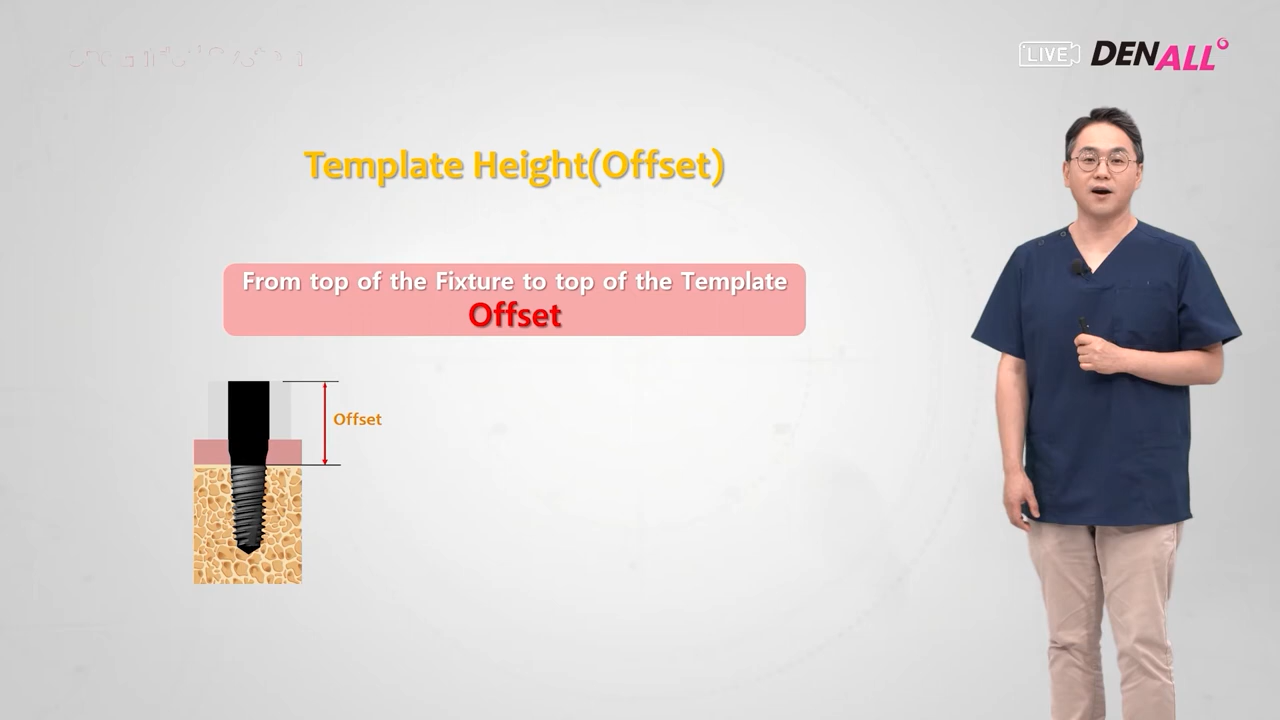 LIVE
DENALL
Template Height(Offset)
From top of the Fixture to top of the Template
Offset
Offset